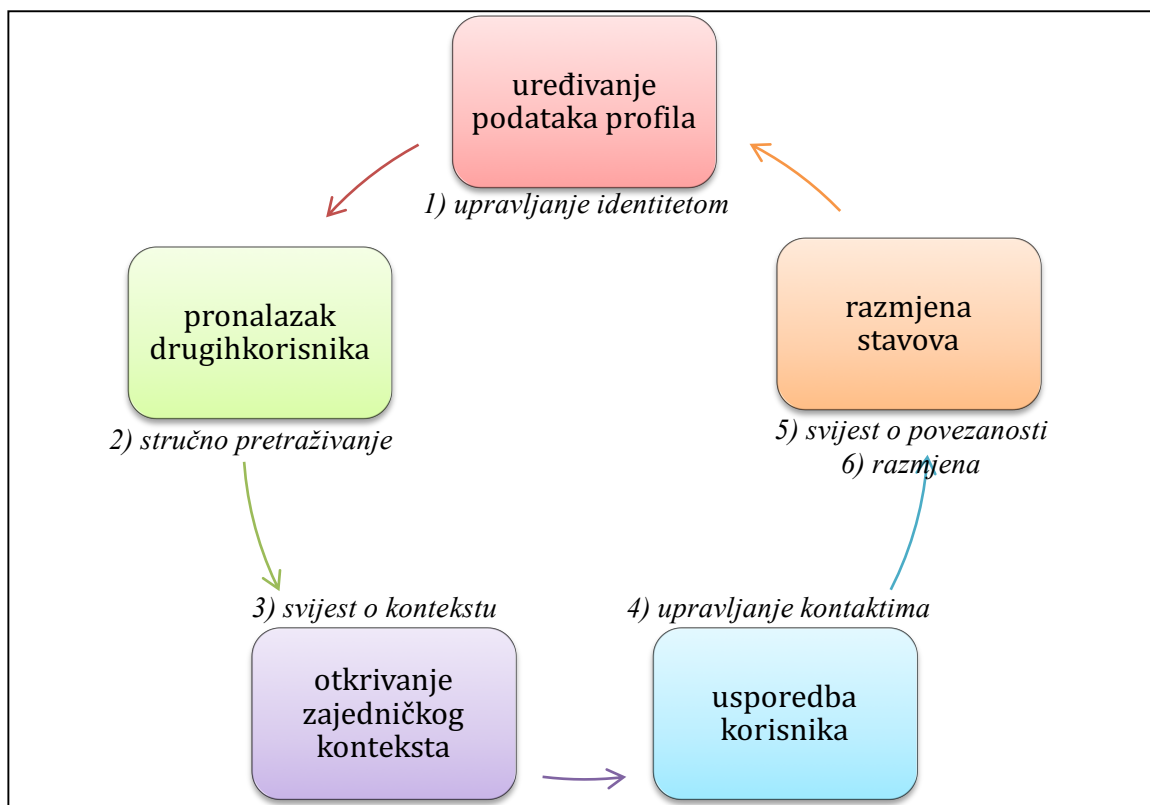 uređivanje
podataka profila
1) upravljanje identitetom
pronalazak
drugihkorisnika
2) stručno pretraživanje
razmjena
stavova
5) svijest o povezanosti
6) razmjena
3) svijest o kontekstu
otkrivanje
zajedničkog
konteksta
4) upravljanje kontaktima
usporedba
korisnika